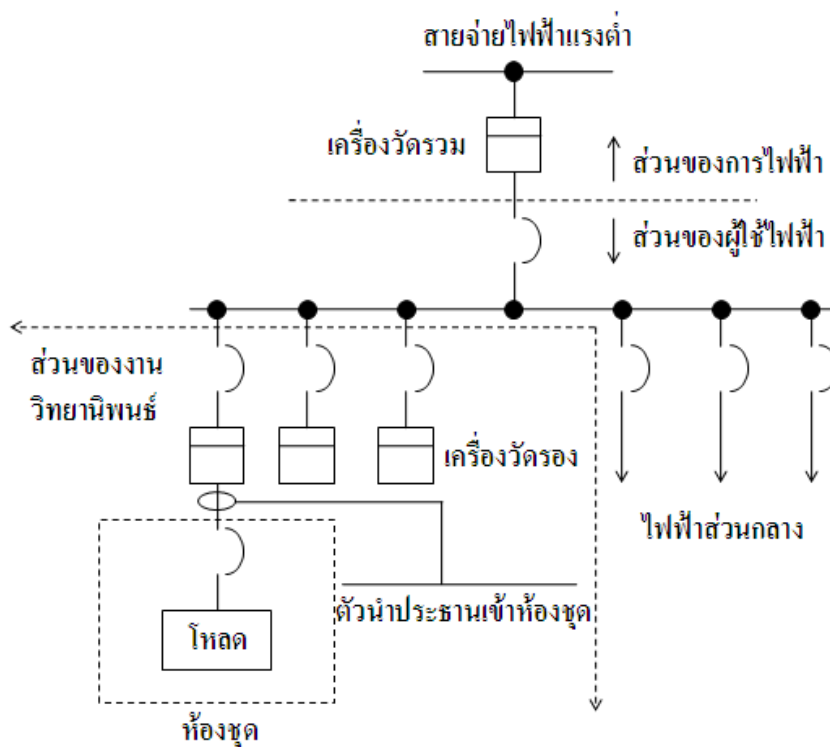 สายจ่ายไฟฟ้าแรงต่ำ
เครื่องวัดรวม
ส่วนของการไฟฟ้า
ส่วนของผู้ใช้ไฟฟ้า
ส่วนของงาน
วิทยานิพนธ์
เครื่องวัดรอง
ไฟฟ้าส่วนกลาง
ตัวนำประธานเข้าห้องชุด
โหลด
ห้องชุด